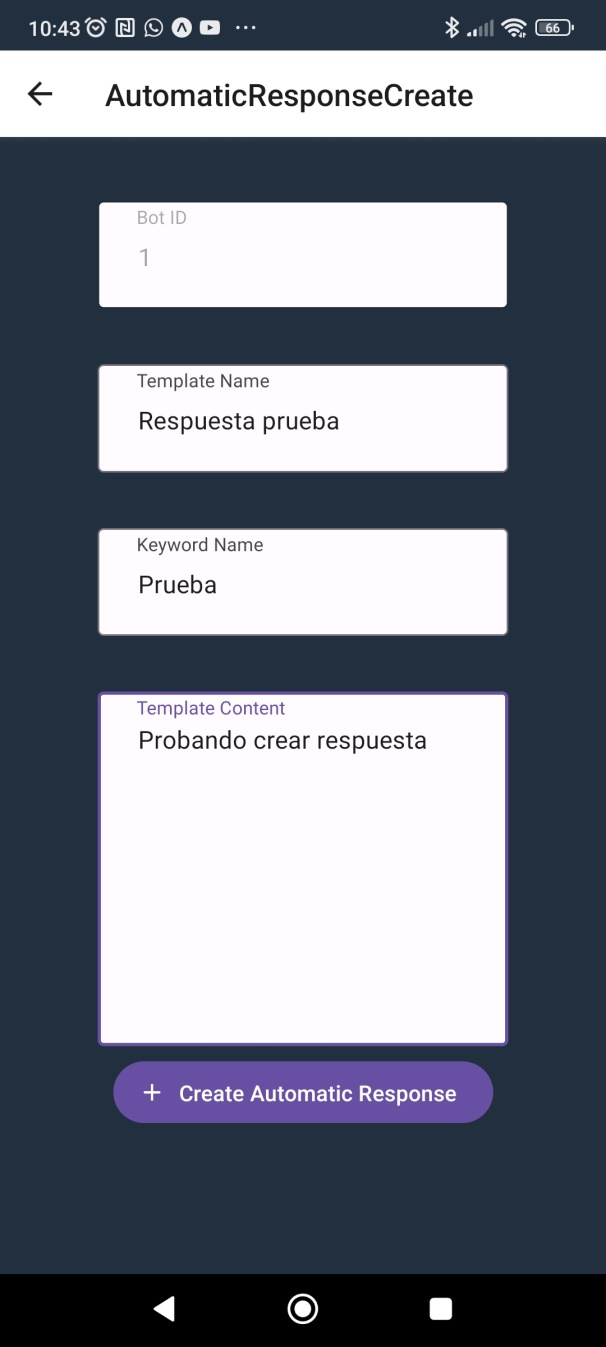 10:43 ... 66
AutomaticResponseCreate
Bot ID
1
Template Name
Respuesta prueba
Keyword Name
Prueba
Template Content
Probando crear respuesta
+ Create Automatic Response